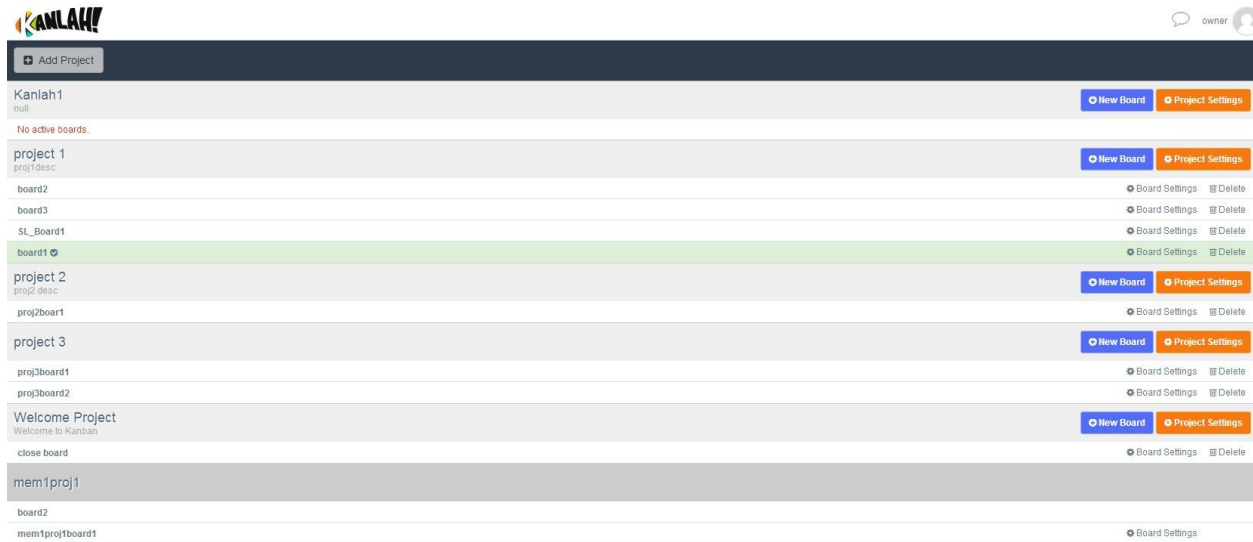 KANLAH!
owner
Add Project
Kanlah1
null
New Board Project Settings
No active boards.
project 1
proj1desc
New Board Project Settings
board2 Board Settings Delete
board3 Board Settings Delete
SL_Board1 Board Settings Delete
board1 Board Settings Delete
project 2
proj2 desc
New Board Project Settings
proj2boar1 Board Settings Delete
project 3 New Board Project Settings
proj3board1 Board Settings Delete
proj3board2 Board Settings Delete
Welcome Project
Welcome to Kanban
New Board Project Settings
close board Board Settings Delete
mem1proj1
board2
mem1proj1board1 Board Settings